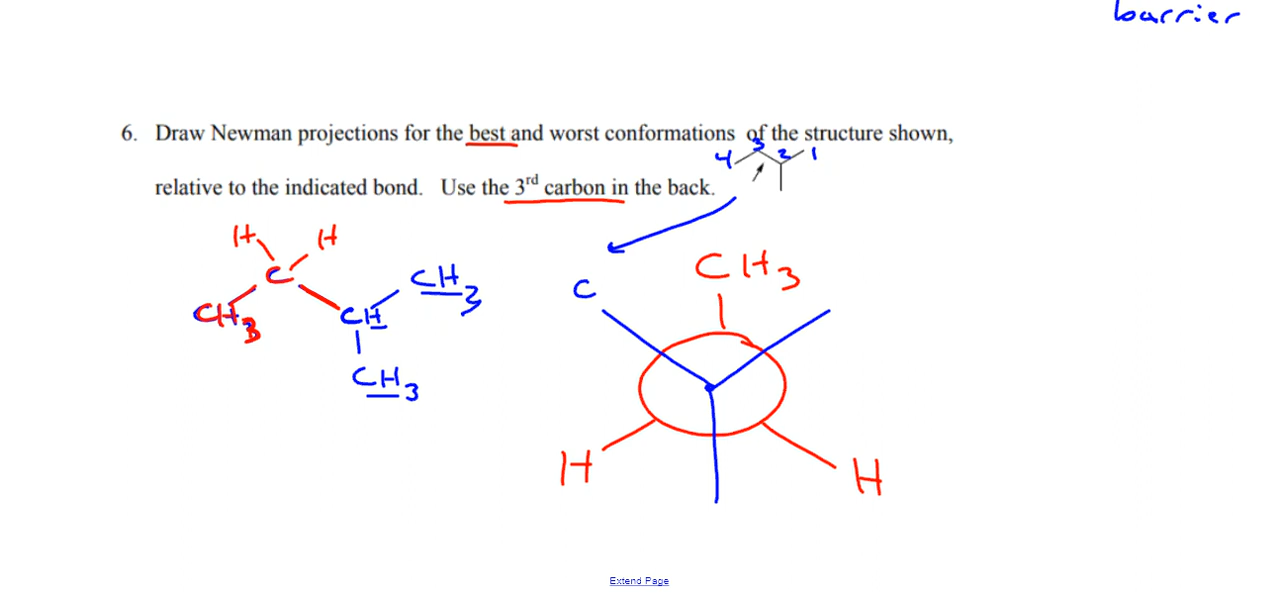 barrier
6. Draw Newman projections for the best and worst conformations of the structure shown,
3
4 2 1
relative to the indicated bond. Use the 3rd carbon in the back.
H H
C
CH3
CH3
CH
CH3
C
CH3
H
H
Extend Page